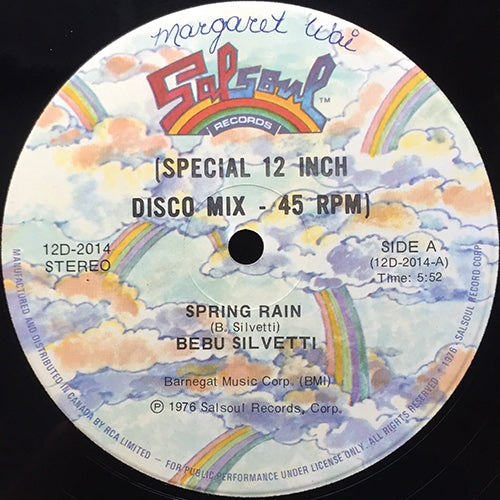 Margaret Wai
Salsoul
TM
RECORDS
(SPECIAL 12 INCH
DISCO MIX - 45 RPM)
12D-2014
STEREO
SIDE A
(12D-2014-A)
Time: 5:52
SPRING RAIN
(B. Silvetti)
BEBU SILVETTI
Barnegat Music Corp. (BMI)
℗ 1976 Salsoul Records, Corp.
MANUFACTURED AND DISTRIBUTED IN CANADA BY RCA LIMITED – FOR PUBLIC PERFORMANCE UNDER LICENSE ONLY. – ALL RIGHTS RESERVED © 1976 – SALSOUL RECORD CORP.